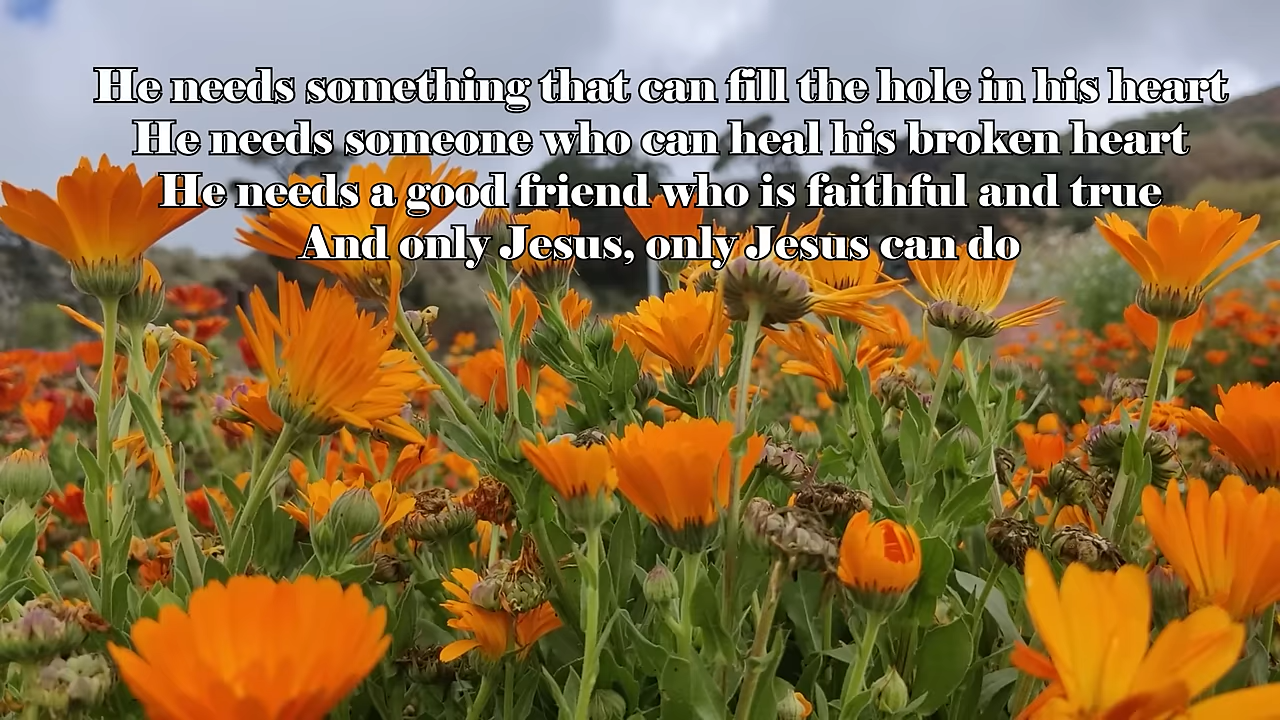 He needs something that can fill the hole in his heart
He needs someone who can heal his broken heart
He needs a good friend who is faithful and true
And only Jesus, only Jesus can do